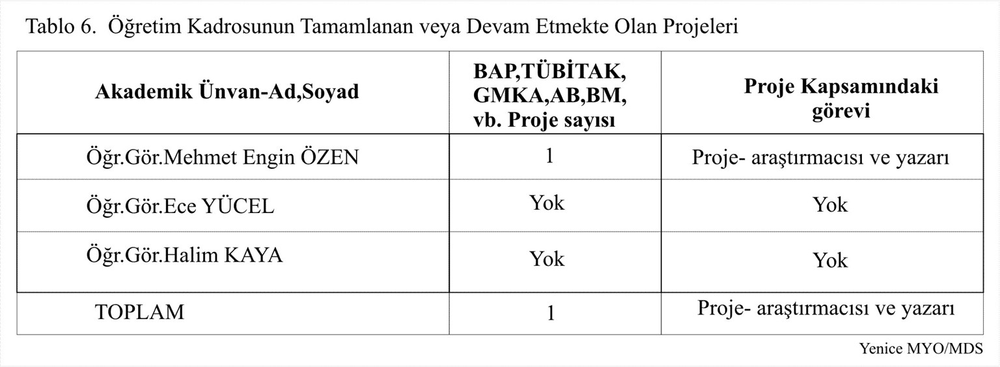 Tablo 6.  Öğretim Kadrosunun Tamamlanan veya Devam Etmekte Olan Projeleri
Akademik Ünvan-Ad,Soyad
BAP,TÜBİTAK,
GMKA,AB,BM,
vb. Proje sayısı
Proje Kapsamındaki
görevi
Öğr.Gör.Mehmet Engin ÖZEN
1
Proje- araştırmacısı ve yazarı
Öğr.Gör.Ece YÜCEL
Yok
Yok
Öğr.Gör.Halim KAYA
Yok
Yok
TOPLAM
1
Proje- araştırmacısı ve yazarı
Yenice MYO/MDS